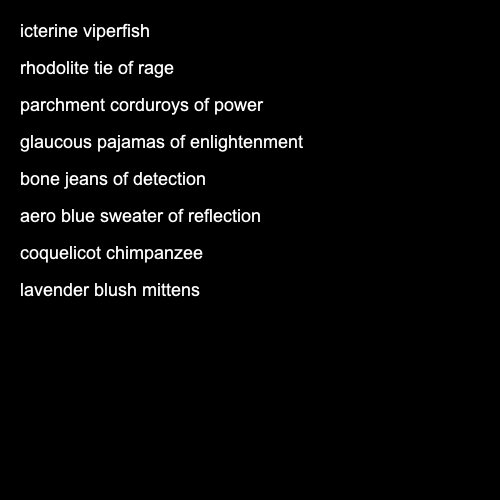 icterine viperfish
rhodolite tie of rage
parchment corduroys of power
glaucous pajamas of enlightenment
bone jeans of detection
aero blue sweater of reflection
coquelicot chimpanzee
lavender blush mittens